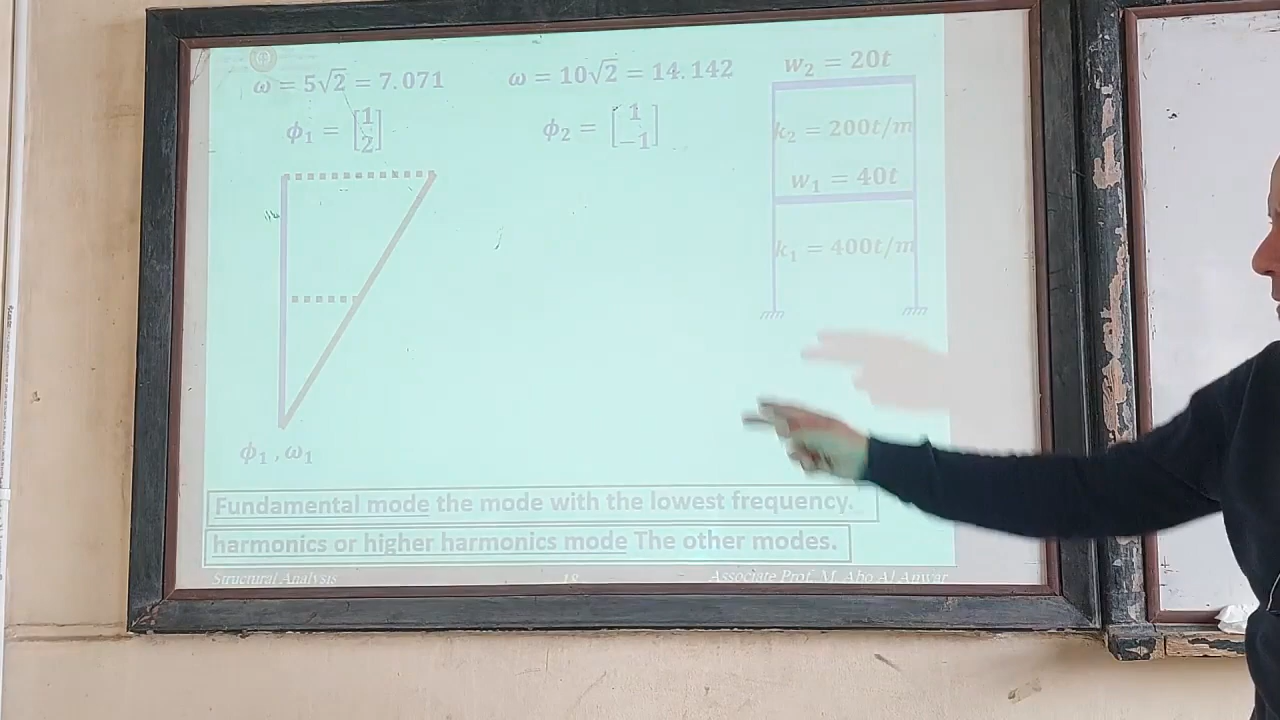 ω = 5√2 = 7.071
ω = 10√2 = 14.142
ϕ₁ = [1 2]
ϕ₂ = [1 −1]
w₂ = 20t
k₂ = 200t/m
w₁ = 40t
k₁ = 400t/m
ϕ₁ , ω₁
Fundamental mode the mode with the lowest frequency.
harmonics or higher harmonics mode The other modes.
Structural Analysis
18
Associate Prof. M. Abo Al Anwar